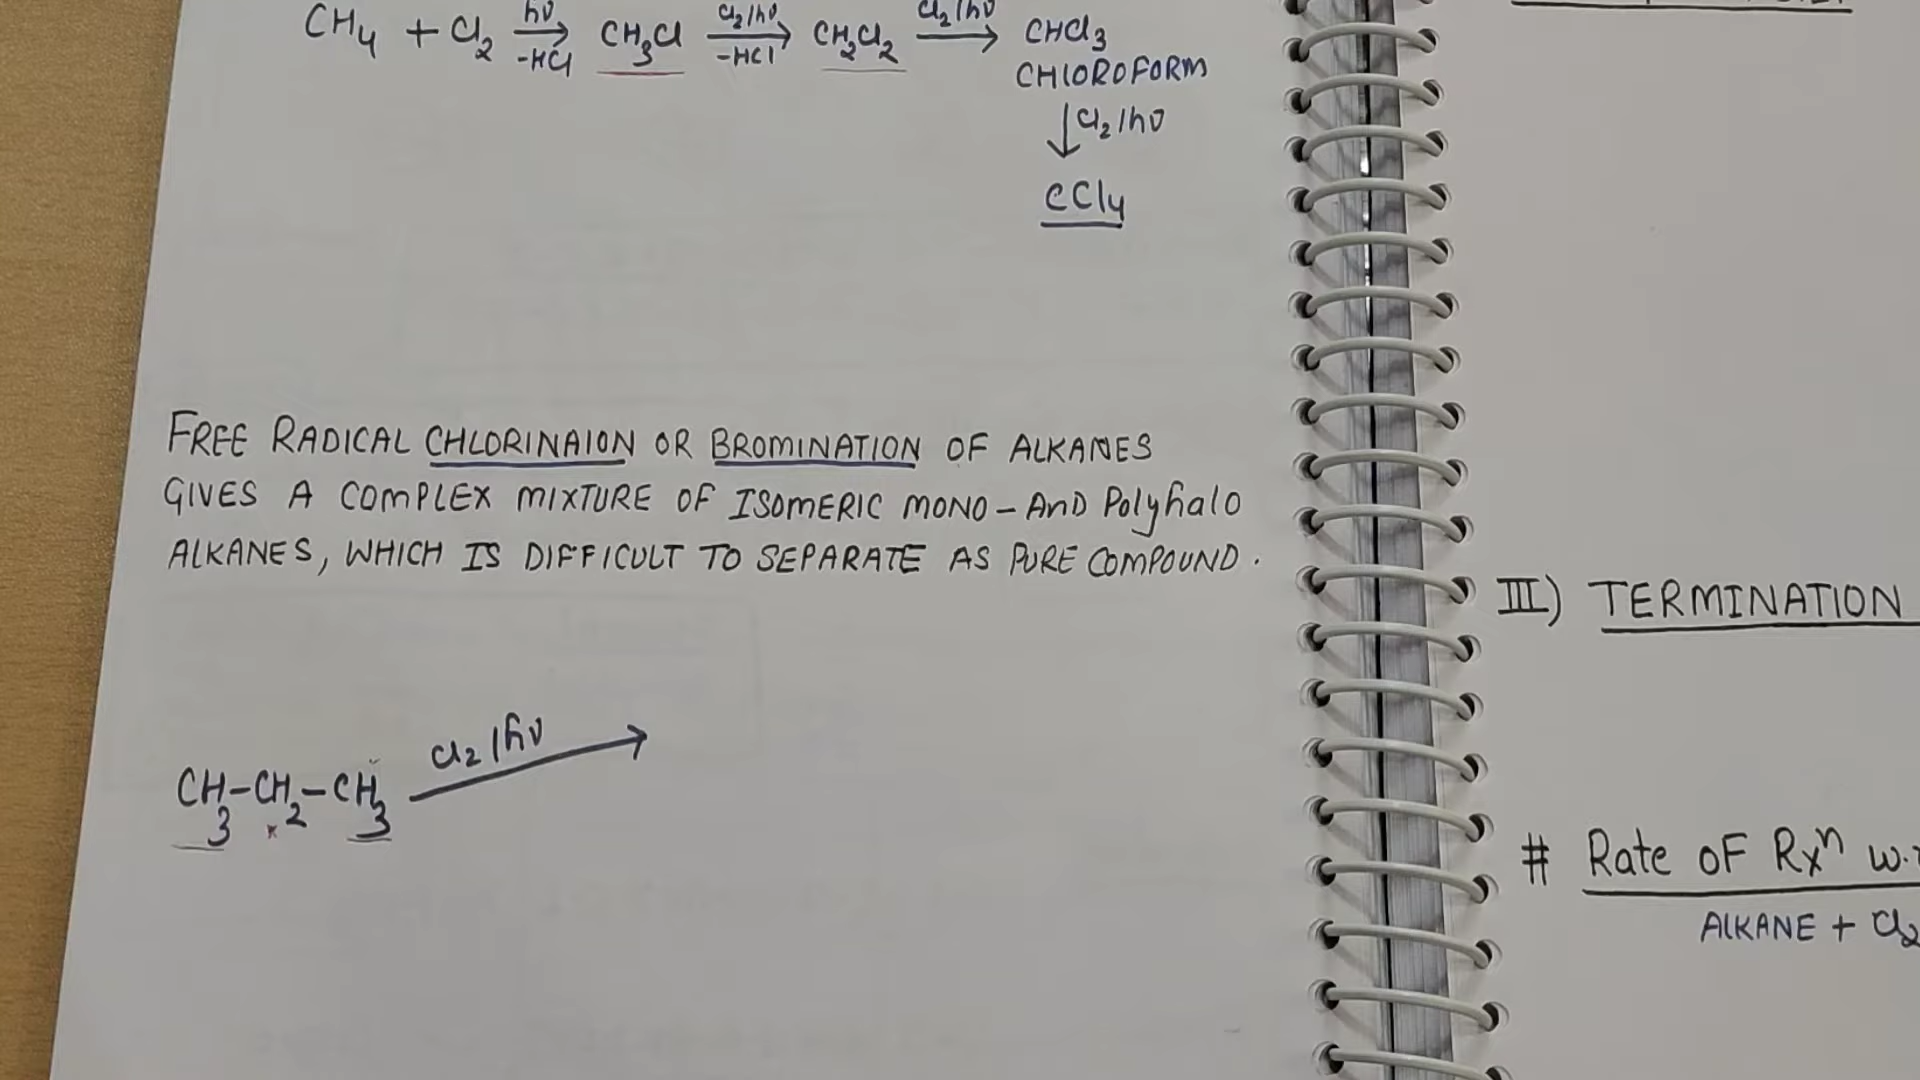 CH4 + Cl2 hν -HCl CH3Cl Cl2/hν -HCl CH2Cl2 Cl2/hν CHCl3
CHLOROFORM
Cl2/hν
CCl4
FREE RADICAL CHLORINAION OR BROMINATION OF ALKANES
GIVES A COMPLEX MIXTURE OF ISOMERIC MONO-AND Polyhalo
ALKANES, WHICH IS DIFFICULT TO SEPARATE AS PURE COMPOUND.
CH3-CH2-CH3 Cl2/hν
III) TERMINATION
# Rate OF Rxn
ALKANE + Cl2